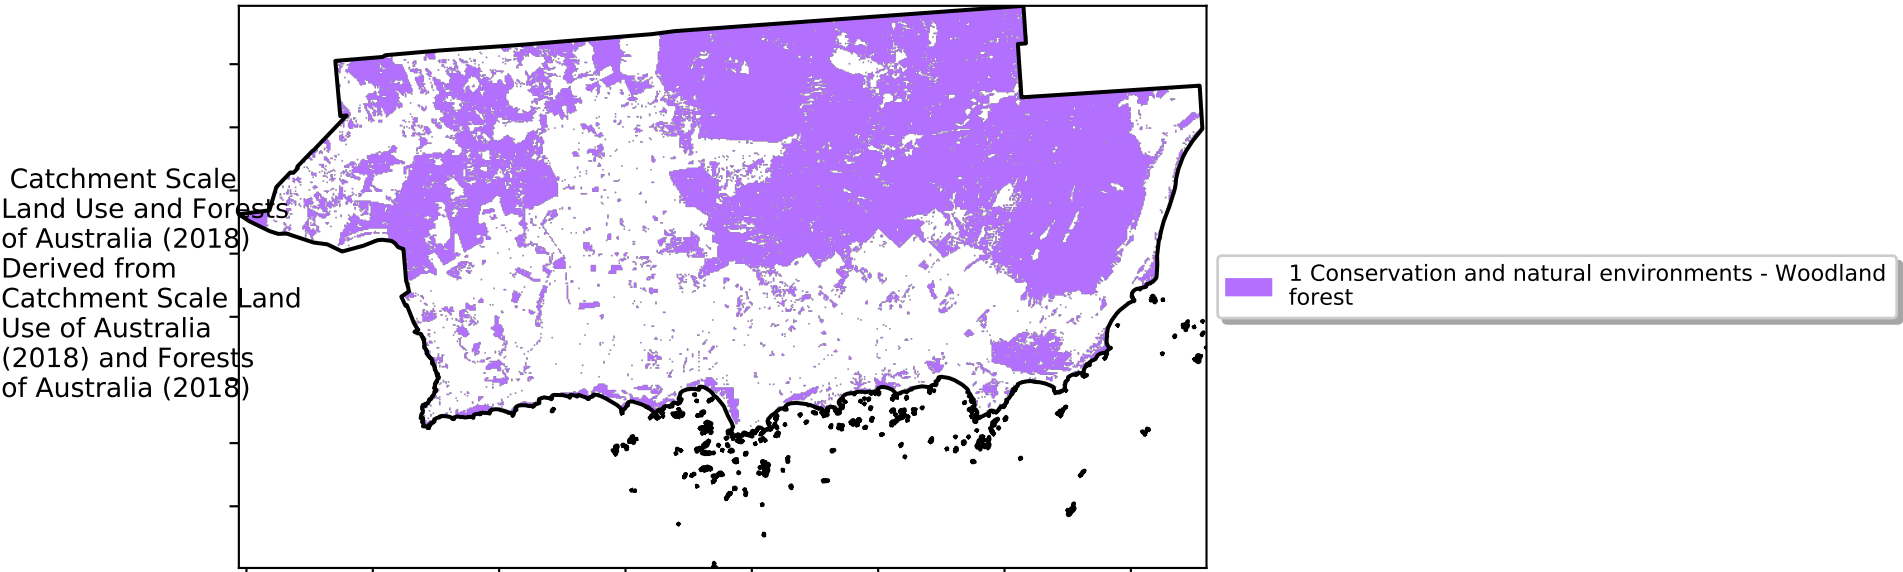 Catchment Scale
Land Use and Forests
of Australia (2018)
Derived from
Catchment Scale Land
Use of Australia
(2018) and Forests
of Australia (2018)
1 Conservation and natural environments - Woodland
forest